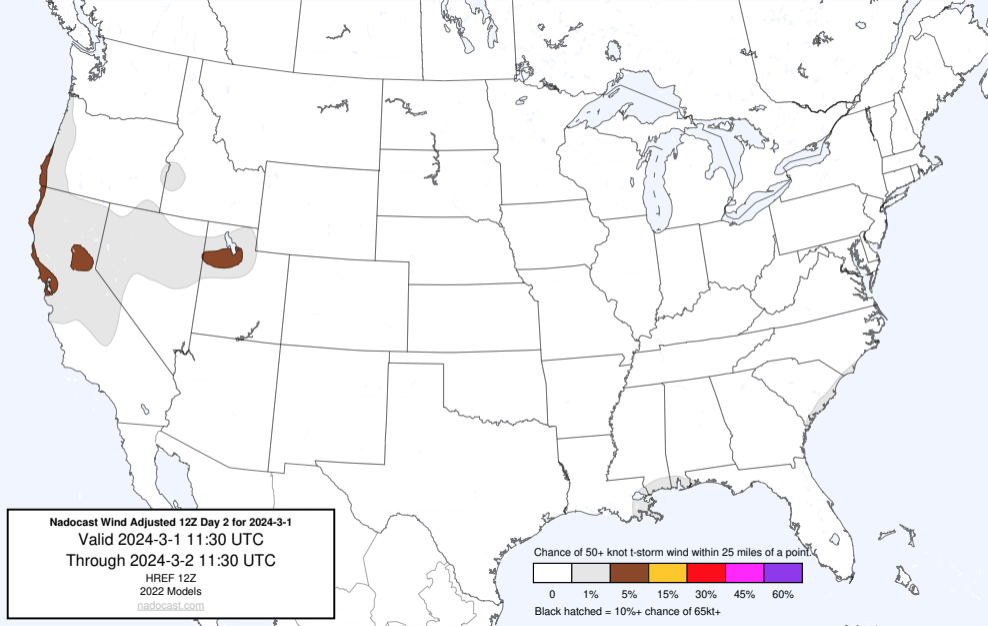 Nadocast Wind Adjusted 12Z Day 2 for 2024-3-1
Valid 2024-3-1 11:30 UTC
Through 2024-3-2 11:30 UTC
HREF 12Z
2022 Models
nadocast.com
Chance of 50+ knot t-storm wind within 25 miles of a point.
0 1% 5% 15% 30% 45% 60%
Black hatched = 10%+ chance of 65kt+